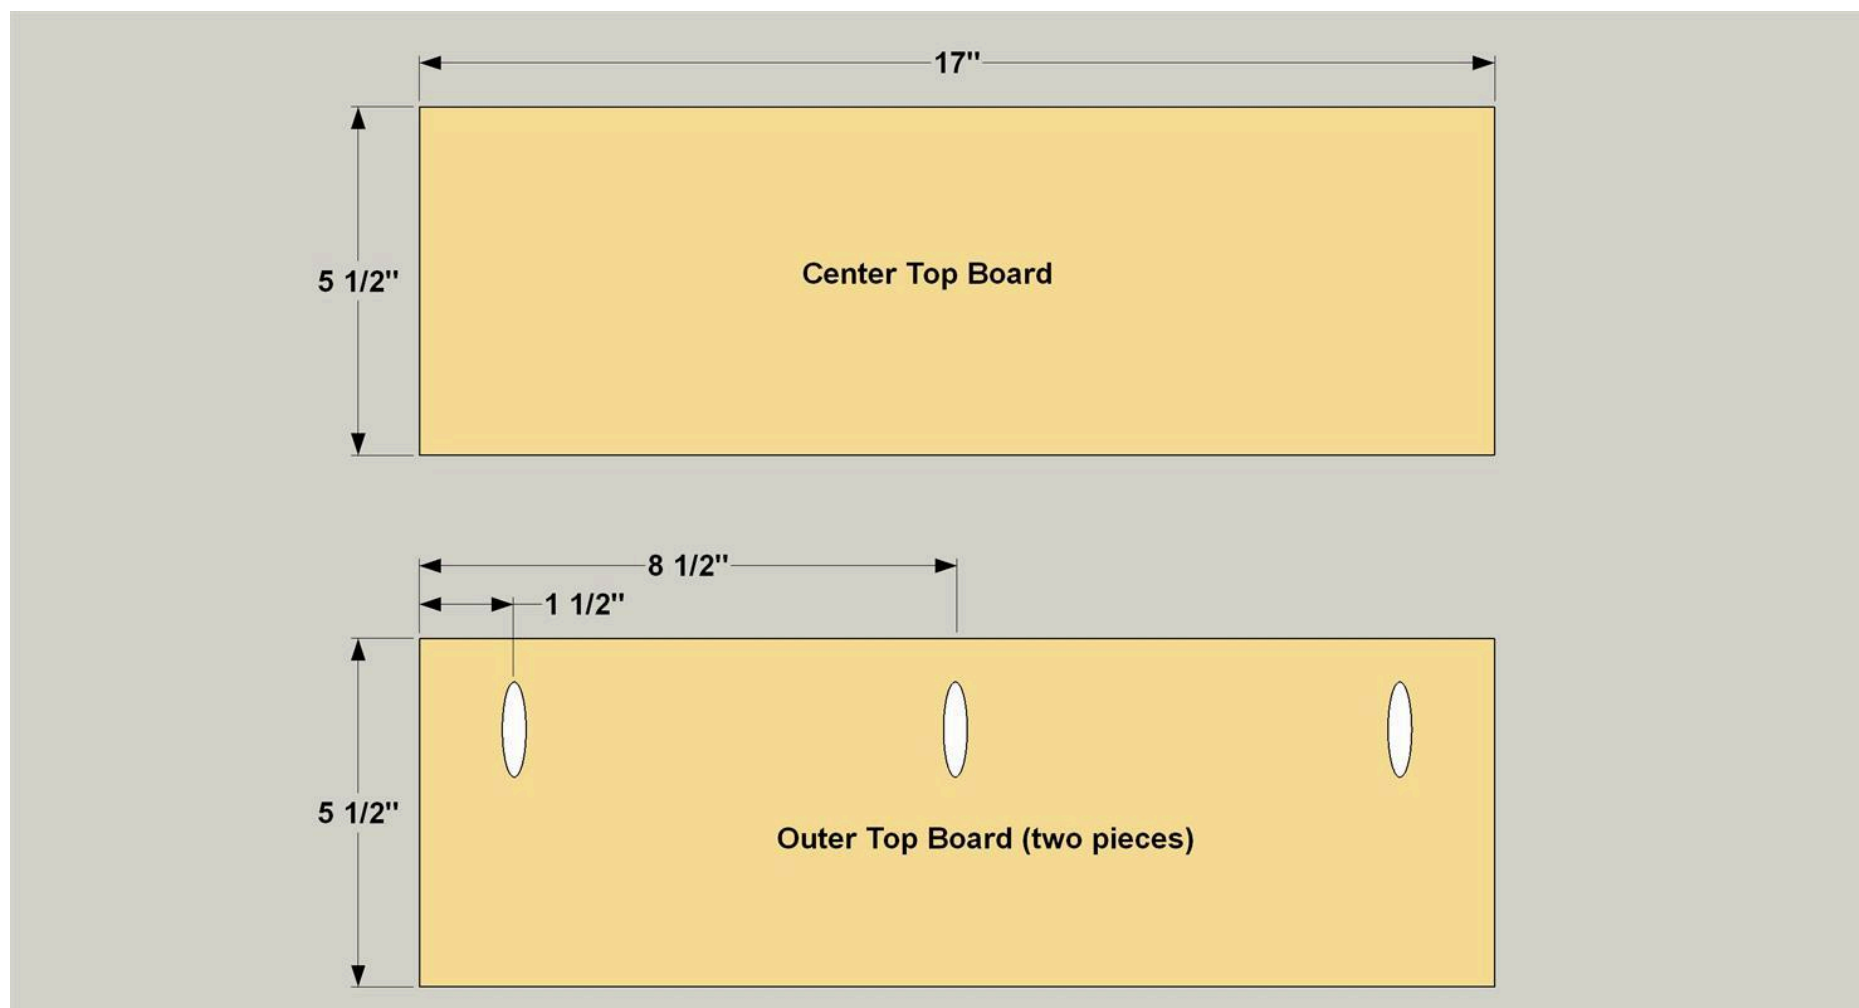 17"
5 1/2"
Center Top Board
8 1/2"
1 1/2"
5 1/2"
Outer Top Board (two pieces)